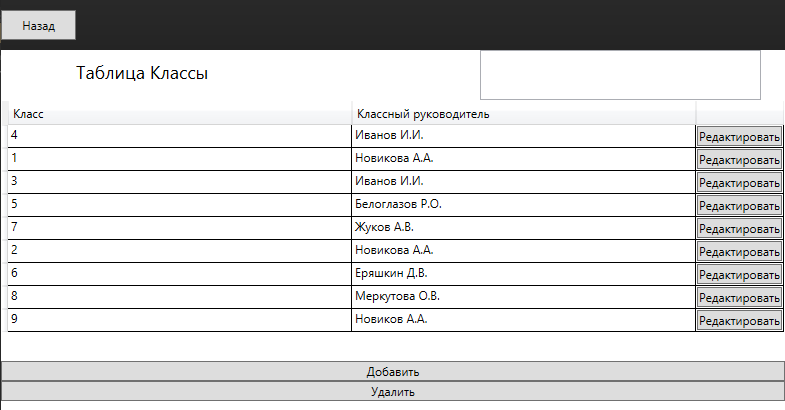 Назад
Таблица Классы
Класс Классный руководитель
4 Иванов И.И. Редактировать
1 Новикова А.А. Редактировать
3 Иванов И.И. Редактировать
5 Белоглазов Р.О. Редактировать
7 Жуков А.В. Редактировать
2 Новикова А.А. Редактировать
6 Еряшкин Д.В. Редактировать
8 Меркутова О.В. Редактировать
9 Новиков А.А. Редактировать
Добавить
Удалить